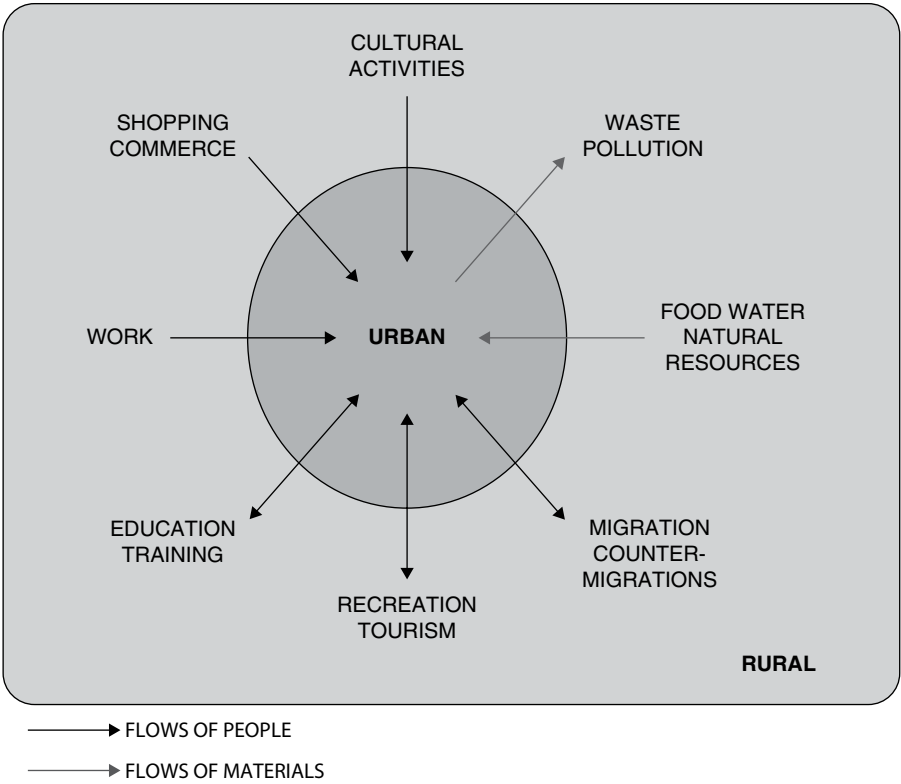 CULTURAL
ACTIVITIES
SHOPPING
COMMERCE
WASTE
POLLUTION
WORK
URBAN
FOOD WATER
NATURAL
RESOURCES
EDUCATION
TRAINING
MIGRATION
COUNTER-
MIGRATIONS
RECREATION
TOURISM
RURAL
FLOWS OF PEOPLE
FLOWS OF MATERIALS